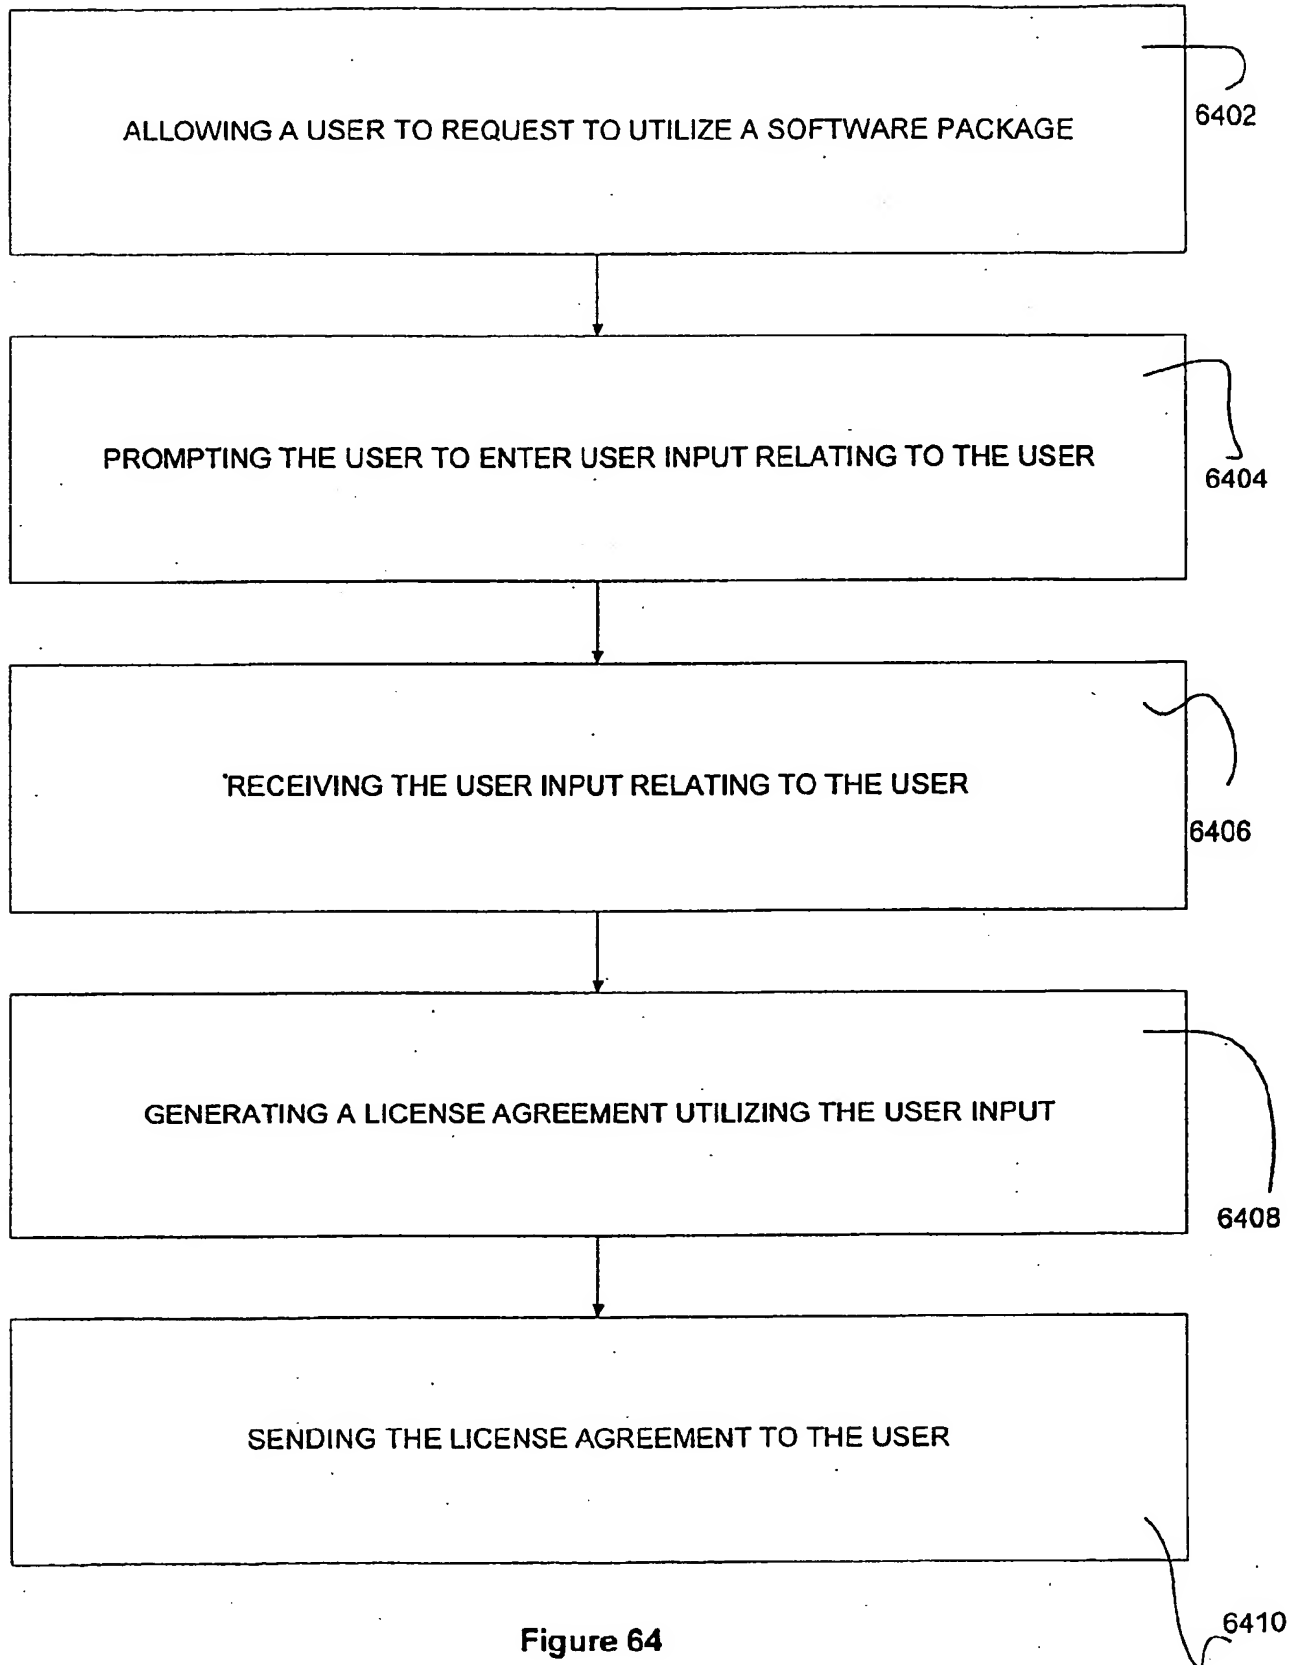 ALLOWING A USER TO REQUEST TO UTILIZE A SOFTWARE PACKAGE
6402
PROMPTING THE USER TO ENTER USER INPUT RELATING TO THE USER
6404
RECEIVING THE USER INPUT RELATING TO THE USER
6406
GENERATING A LICENSE AGREEMENT UTILIZING THE USER INPUT
6408
SENDING THE LICENSE AGREEMENT TO THE USER
6410
Figure 64